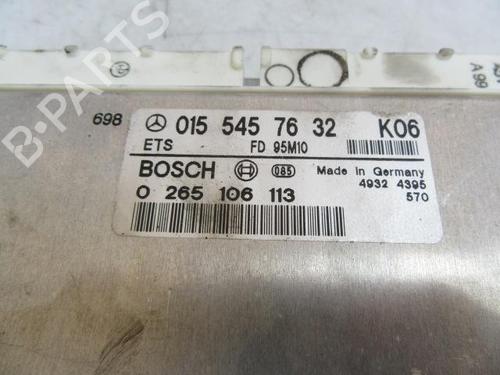 B-PARTS
A 99
698
015 545 76 32 K06
ETS FD 95M10
BOSCH 085 Made in Germany
0 265 106 113 4932 4395
570